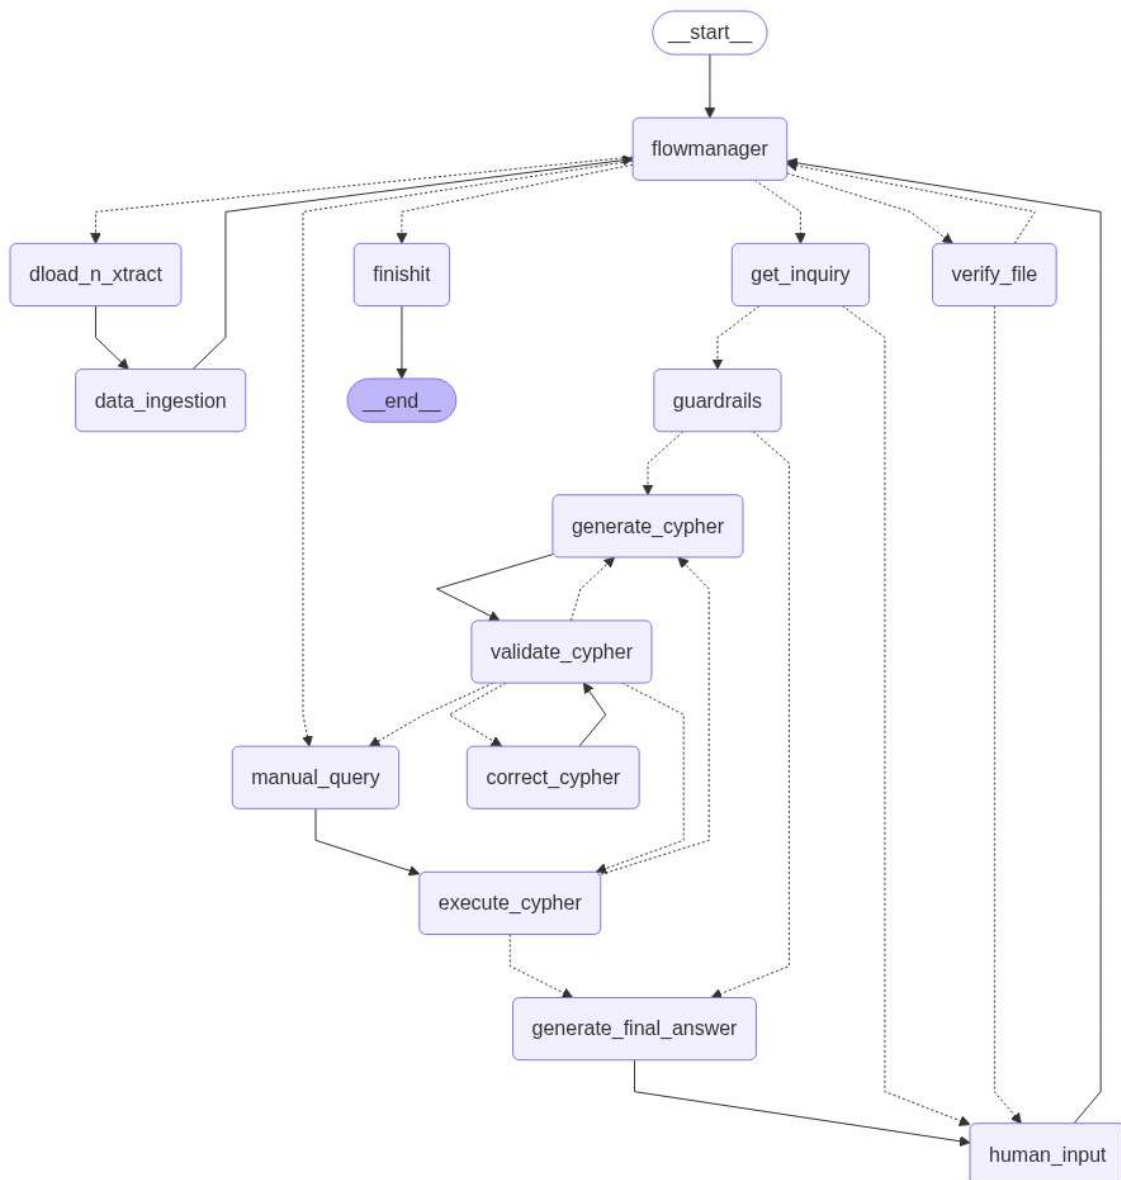 __start__
flowmanager
dload_n_xtract
finishit
get_inquiry
verify_file
data_ingestion
__end__
guardrails
generate_cypher
validate_cypher
manual_query
correct_cypher
execute_cypher
generate_final_answer
human_input